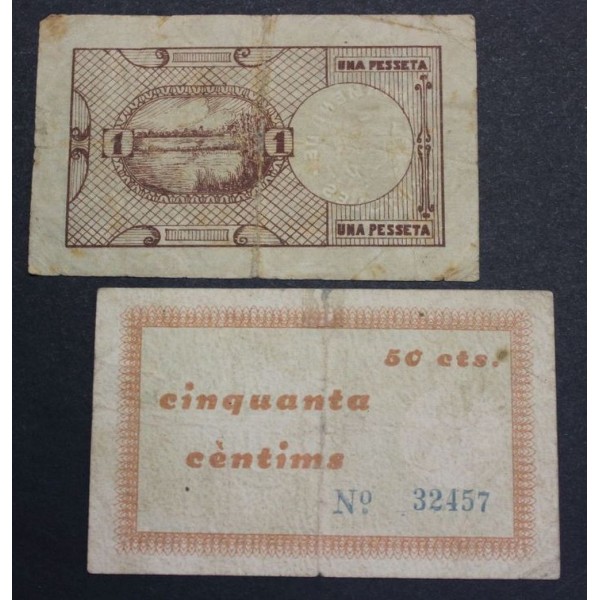 UNA PESSETA
1 1
UNA PESSETA
50 cts.
cinquanta
cèntims
Nº 32457